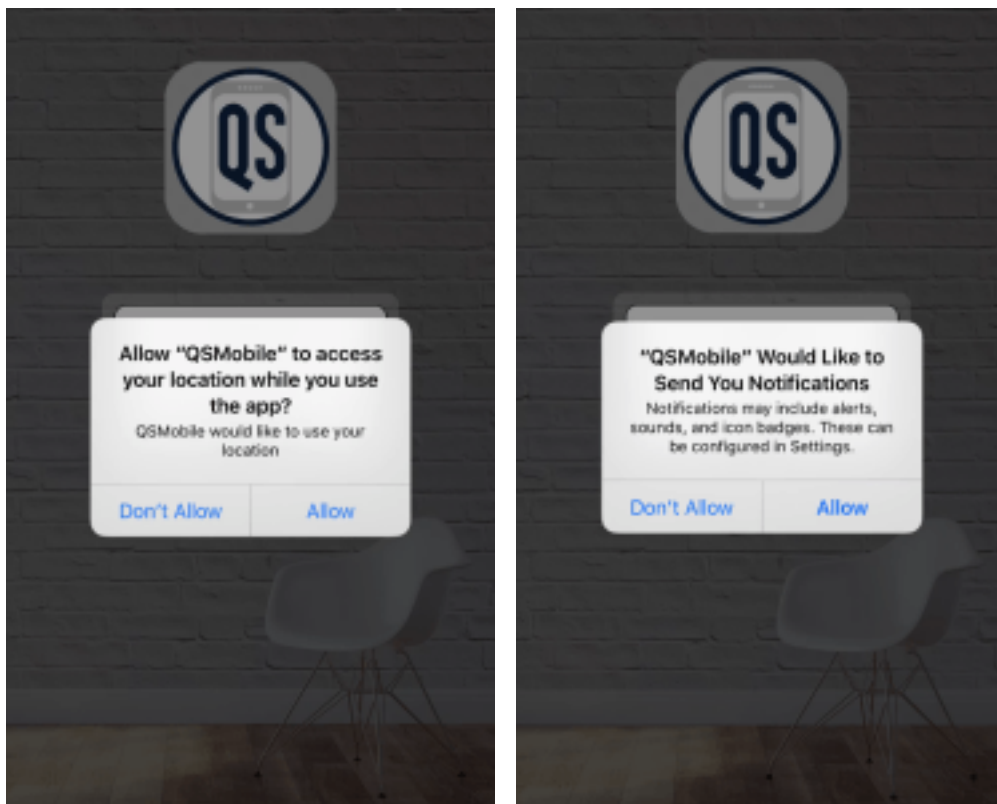 QS
Allow “QSMobile” to access
your location while you use
the app?
QSMobile would like to use your
location
Don't Allow
Allow
QS
“QSMobile” Would Like to
Send You Notifications
Notifications may include alerts,
sounds, and icon badges. These can
be configured in Settings.
Don't Allow
Allow